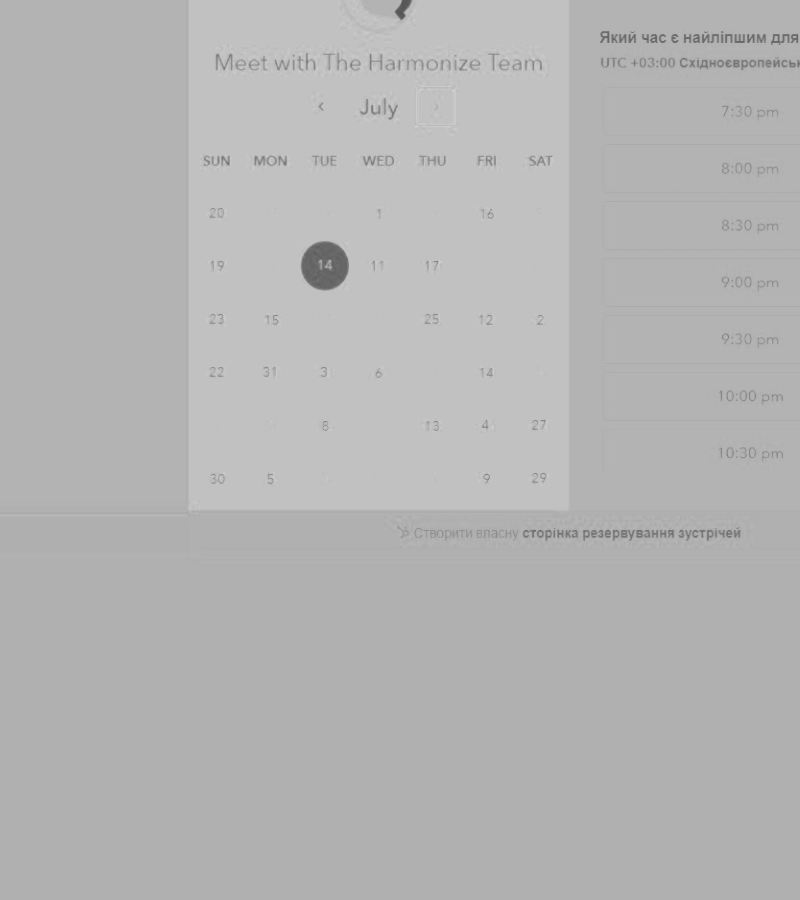 Meet with The Harmonize Team
July
SUN MON TUE WED THU FRI SAT
20 1 16
19 14 11 17
23 15 25 12 2
22 31 3 6 14
8 13 4 27
30 5 9 29
Який час є найліпшим для
UTC +03:00
7:30 pm
8:00 pm
8:30 pm
9:00 pm
9:30 pm
10:00 pm
10:30 pm
Створити власну сторінка резервування зустрічей